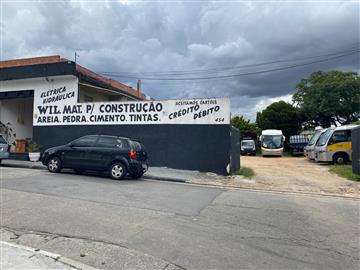 ELÉTRICA
HIDRÁULICA
WIL MAT. P/ CONSTRUÇÃO
AREIA. PEDRA. CIMENTO. TINTAS.
ACEITAMOS CARTÕES
CRÉDITO DÉBITO
454